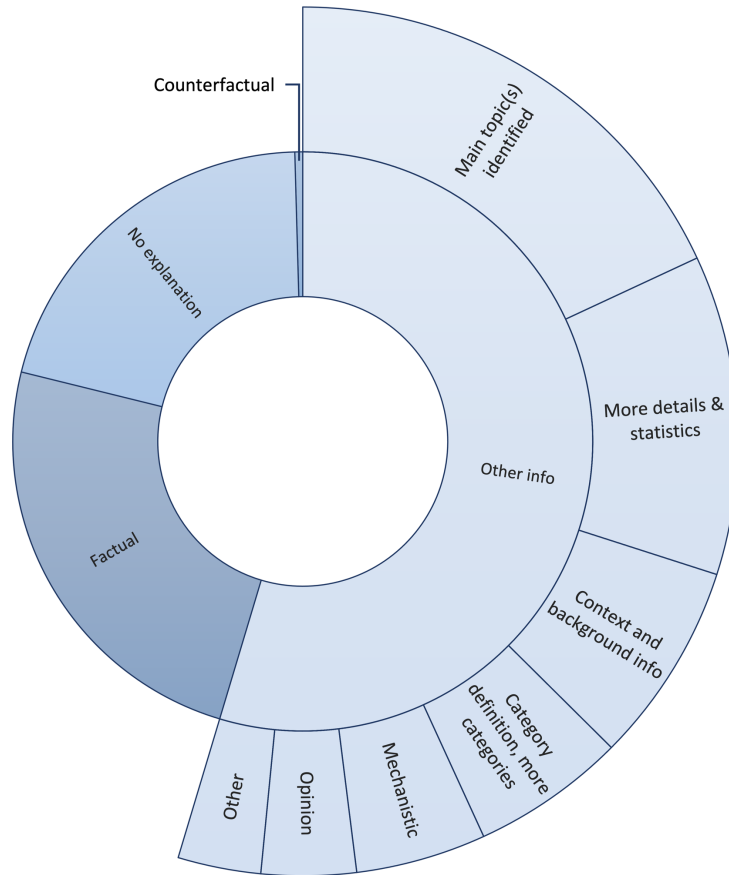 Counterfactual
Main topic(s)
identified
No explanation
More details &
statistics
Other info
Factual
Context and
background info
Category
definition, more
categories
Mechanistic
Opinion
Other